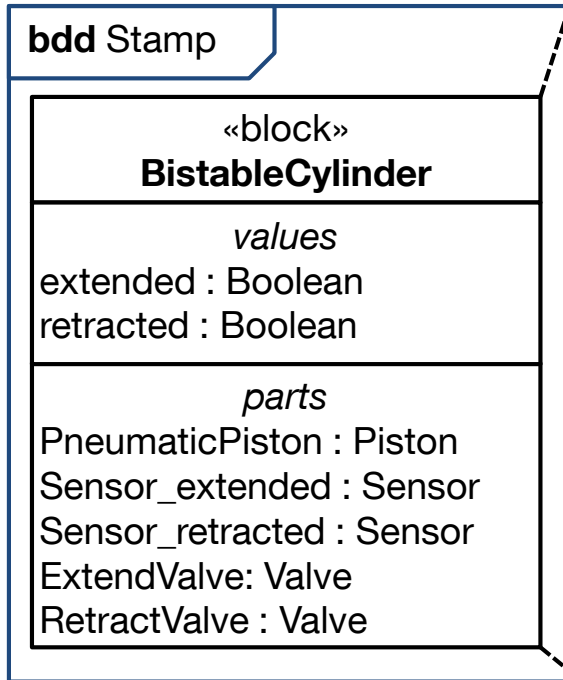 bdd Stamp
«block»
BistableCylinder
values
extended : Boolean
retracted : Boolean
parts
PneumaticPiston : Piston
Sensor_extended : Sensor
Sensor_retracted : Sensor
ExtendValve: Valve
RetractValve : Valve